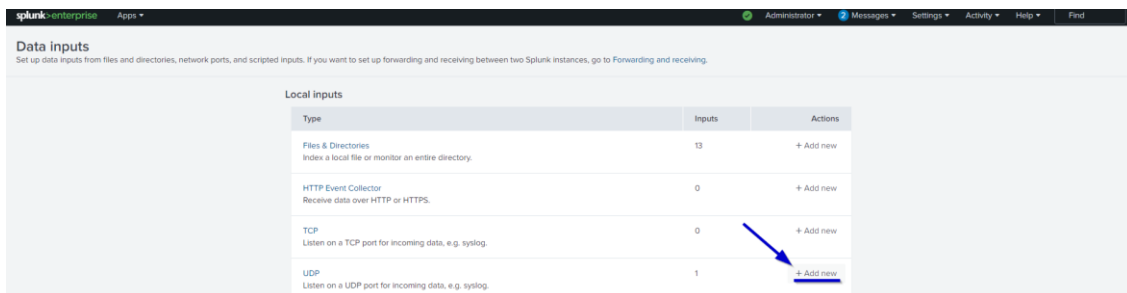 splunk>enterprise Apps Administrator 2 Messages Settings Activity Help Find
Data inputs
Set up data inputs from files and directories, network ports, and scripted inputs. If you want to set up forwarding and receiving between two Splunk instances, go to Forwarding and receiving.
Local inputs
Type Inputs Actions
Files & Directories 13 + Add new
Index a local file or monitor an entire directory.
HTTP Event Collector 0 + Add new
Receive data over HTTP or HTTPS.
TCP 0 + Add new
Listen on a TCP port for incoming data, e.g. syslog.
UDP 1 + Add new
Listen on a UDP port for incoming data, e.g. syslog.